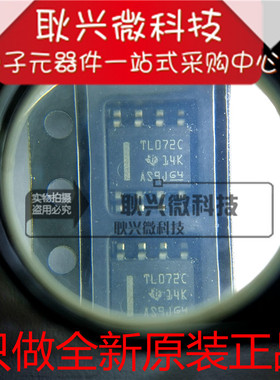 耿兴微科技
子元器件一站式采购中心
TL072C
14K
AS9JG4
实物拍摄
盗用必究
耿兴微科技
耿兴微科技
TL072C
14K
只做全新原装正品